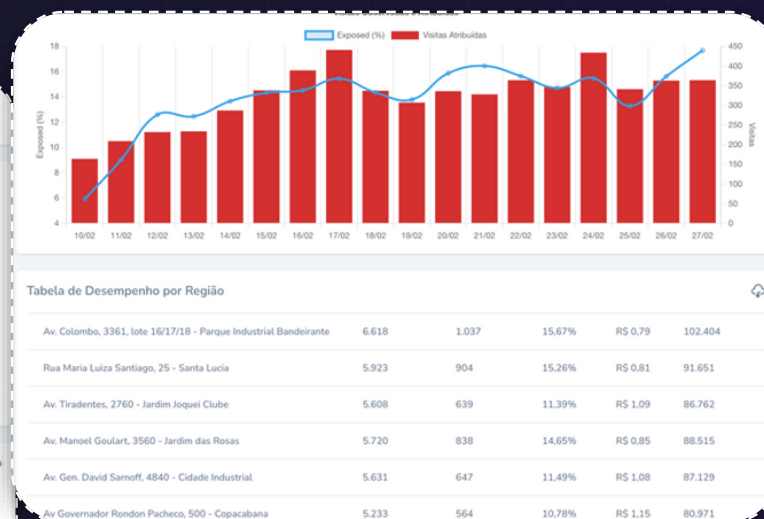 Exposed (%) Visitas Atribuídas
18 450
16 400
350
14 300
12 250
10 200
8 150
6 100
50
4 0
Exposed (%)
Visitas
10/02 11/02 12/02 13/02 14/02 15/02 16/02 17/02 18/02 19/02 20/02 21/02 22/02 23/02 24/02 25/02 26/02 27/02
Tabela de Desempenho por Região
Av. Colombo, 3361, lote 16/17/18 - Parque Industrial Bandeirante 6.618 1.037 15,67% R$ 0,79 102.404
Rua Maria Luiza Santiago, 25 - Santa Lucia 5.923 904 15,26% R$ 0,81 91.651
Av. Tiradentes, 2760 - Jardim Joquei Clube 5.608 639 11,39% R$ 1,09 86.762
Av. Manoel Goulart, 3560 - Jardim das Rosas 5.720 838 14,65% R$ 0,85 88.515
Av. Gen. David Sarnoff, 4840 - Cidade Industrial 5.631 647 11,49% R$ 1,08 87.129
Av Governador Rondon Pacheco, 500 - Copacabana 5.233 564 10,78% R$ 1,15 80.971